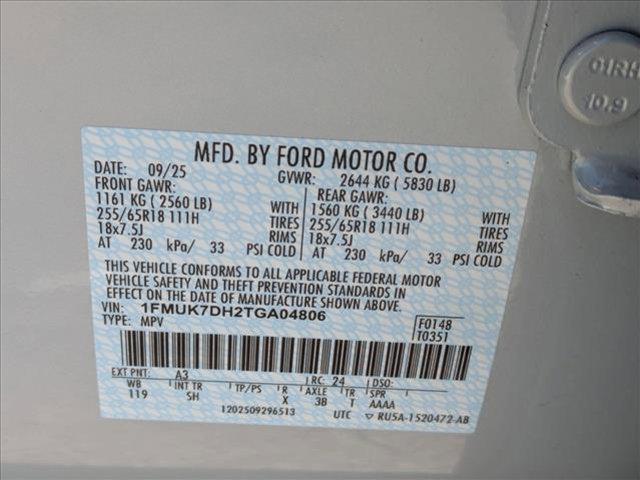 G1RH
10.9
MFD. BY FORD MOTOR CO.
DATE: 09/25 GVWR: 2644 KG ( 5830 LB)
FRONT GAWR: REAR GAWR:
1161 KG ( 2560 LB) WITH 1560 KG ( 3440 LB) WITH
255/65R18 111H TIRES 255/65R18 111H TIRES
18x7.5J RIMS 18x7.5J RIMS
AT 230 kPa/ 33 PSI COLD AT 230 kPa/ 33 PSI COLD
THIS VEHICLE CONFORMS TO ALL APPLICABLE FEDERAL MOTOR
VEHICLE SAFETY AND THEFT PREVENTION STANDARDS IN
EFFECT ON THE DATE OF MANUFACTURE SHOWN ABOVE.
VIN: 1FMUK7DH2TGA04806 F0148
TYPE: MPV T0351
EXT PNT: A3 RC: 24 DSO:
WB INT TR TP/PS R AXLE TR SPR
119 SH X 3B T AAAA
1202509296513 UTC ▽ RU5A-1520472-AB